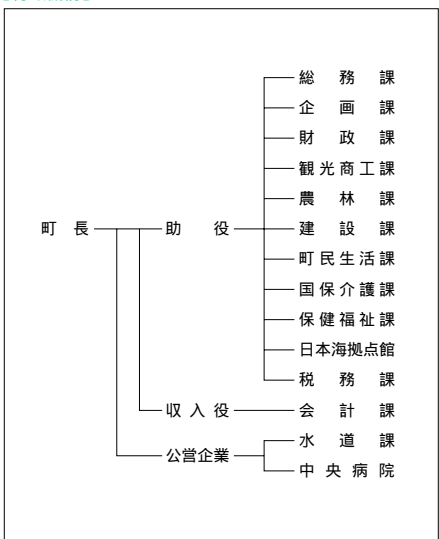 総務課
企画課
財政課
観光商工課
農林課
町長 助役 建設課
町民生活課
国保介護課
保健福祉課
日本海拠点館
税務課
収入役 会計課
水道課
公営企業
中央病院